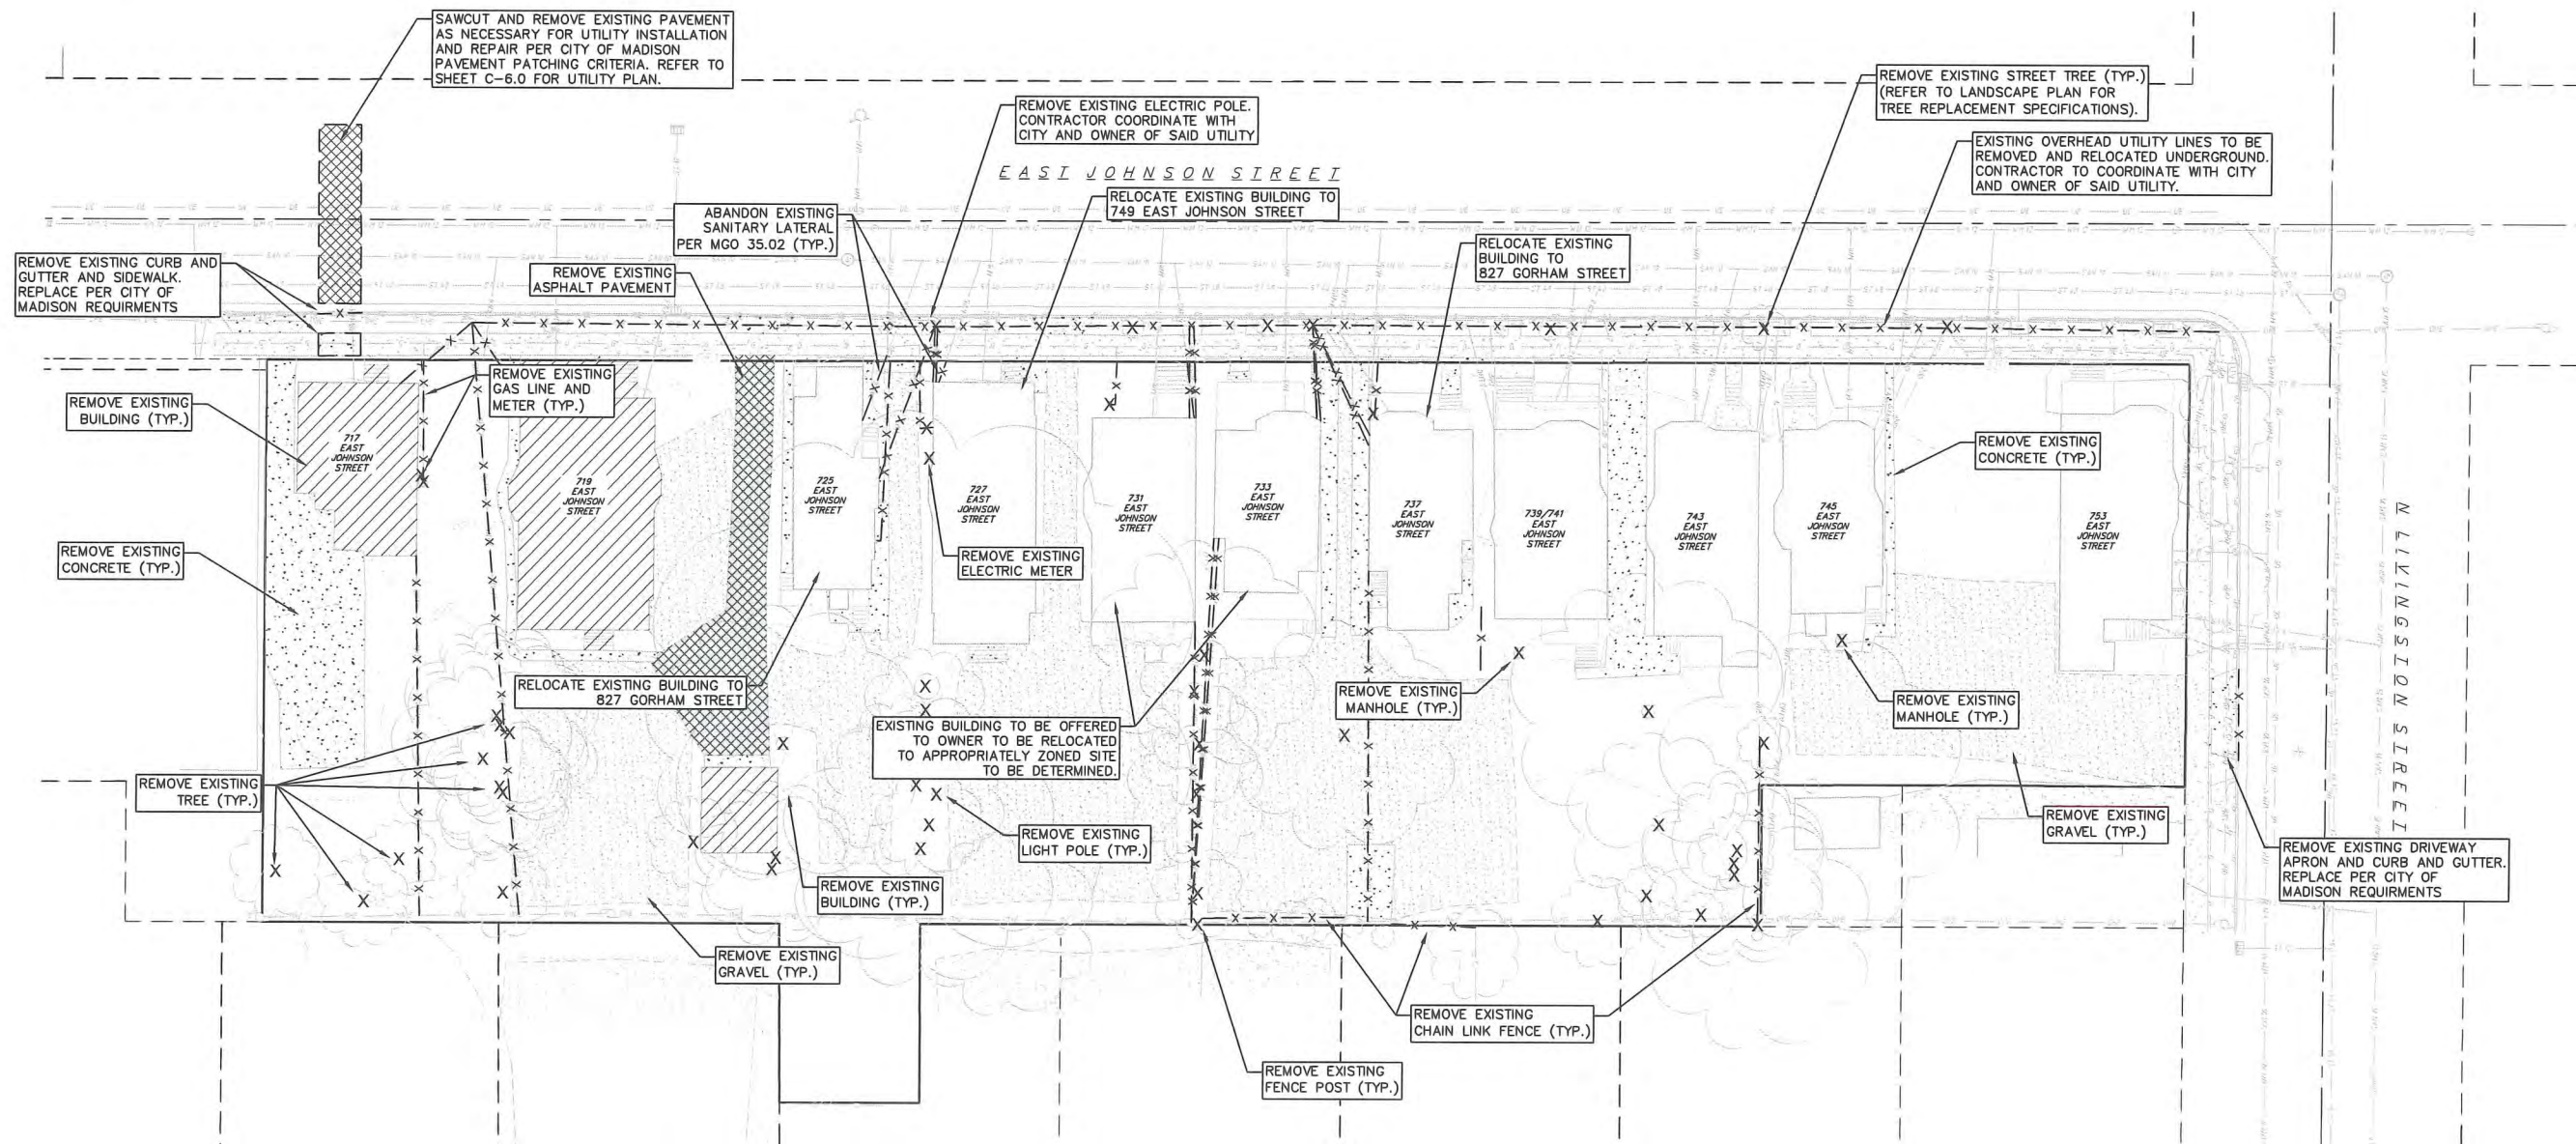 SAWCUT AND REMOVE EXISTING PAVEMENT
AS NECESSARY FOR UTILITY INSTALLATION
AND REPAIR PER CITY OF MADISON
PAVEMENT PATCHING CRITERIA. REFER TO
SHEET C-6.0 FOR UTILITY PLAN.
REMOVE EXISTING ELECTRIC POLE.
CONTRACTOR COORDINATE WITH
CITY AND OWNER OF SAID UTILITY
REMOVE EXISTING STREET TREE (TYP.)
(REFER TO LANDSCAPE PLAN FOR
TREE REPLACEMENT SPECIFICATIONS).
EXISTING OVERHEAD UTILITY LINES TO BE
REMOVED AND RELOCATED UNDERGROUND.
CONTRACTOR TO COORDINATE WITH CITY
AND OWNER OF SAID UTILITY.
EAST JOHNSON STREET
RELOCATE EXISTING BUILDING TO
749 EAST JOHNSON STREET
ABANDON EXISTING
SANITARY LATERAL
PER MGO 35.02 (TYP.)
RELOCATE EXISTING
BUILDING TO
827 GORHAM STREET
REMOVE EXISTING CURB AND
GUTTER AND SIDEWALK.
REPLACE PER CITY OF
MADISON REQUIRMENTS
REMOVE EXISTING
ASPHALT PAVEMENT
REMOVE EXISTING
GAS LINE AND
METER (TYP.)
REMOVE EXISTING
BUILDING (TYP.)
REMOVE EXISTING
CONCRETE (TYP.)
717
EAST
JOHNSON
STREET
719
EAST
JOHNSON
STREET
725
EAST
JOHNSON
STREET
727
EAST
JOHNSON
STREET
731
EAST
JOHNSON
STREET
733
EAST
JOHNSON
STREET
737
EAST
JOHNSON
STREET
739/741
EAST
JOHNSON
STREET
743
EAST
JOHNSON
STREET
745
EAST
JOHNSON
STREET
753
EAST
JOHNSON
STREET
N LIVINGSTON STREET
REMOVE EXISTING
CONCRETE (TYP.)
REMOVE EXISTING
ELECTRIC METER
RELOCATE EXISTING BUILDING TO
827 GORHAM STREET
EXISTING BUILDING TO BE OFFERED
TO OWNER TO BE RELOCATED
TO APPROPRIATELY ZONED SITE
TO BE DETERMINED.
REMOVE EXISTING
MANHOLE (TYP.)
REMOVE EXISTING
MANHOLE (TYP.)
REMOVE EXISTING
TREE (TYP.)
REMOVE EXISTING
LIGHT POLE (TYP.)
REMOVE EXISTING
GRAVEL (TYP.)
REMOVE EXISTING DRIVEWAY
APRON AND CURB AND GUTTER.
REPLACE PER CITY OF
MADISON REQUIRMENTS
REMOVE EXISTING
BUILDING (TYP.)
REMOVE EXISTING
GRAVEL (TYP.)
REMOVE EXISTING
CHAIN LINK FENCE (TYP.)
REMOVE EXISTING
FENCE POST (TYP.)